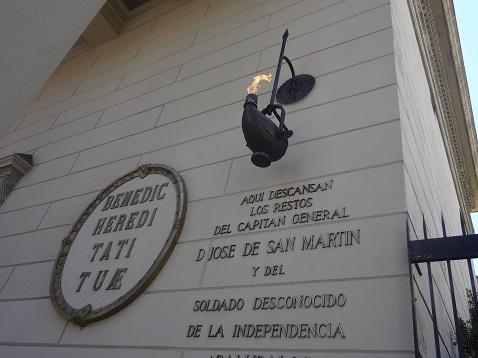 BENEDIC
HEREDI
TATI
TUÆ
AQUI DESCANSAN
LOS RESTOS
DEL CAPITAN GENERAL
D JOSE DE SAN MARTIN
Y DEL
SOLDADO DESCONOCIDO
DE LA INDEPENDENCIA